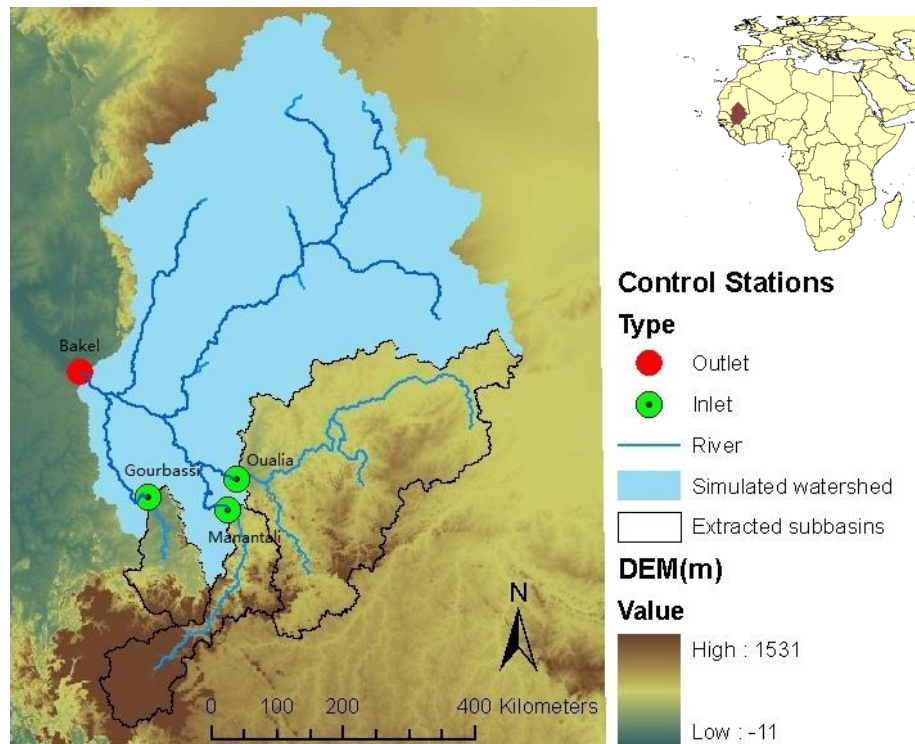 Bakel
Oualia
Gourbassi
Manantali
N
0 100 200 400 Kilometers
Control Stations
Type
Outlet
Inlet
River
Simulated watershed
Extracted subbasins
DEM(m)
Value
High : 1531
Low : -11